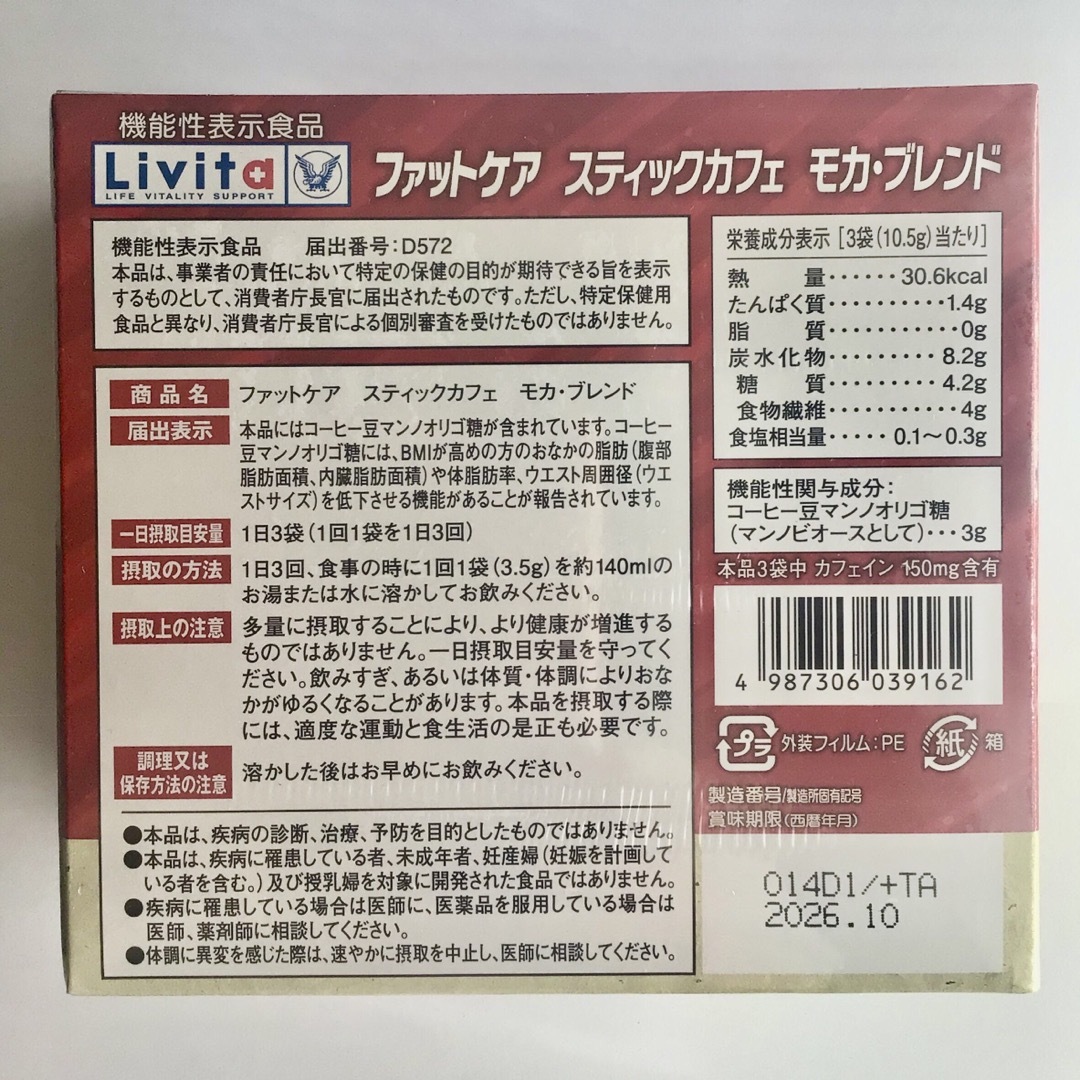 機能性表示食品
Livita
LIFE VITALITY SUPPORT
ファットケア スティックカフェ モカ・ブレンド
機能性表示食品 届出番号:D572
本品は、事業者の責任において特定の保健の目的が期待できる旨を表示
するものとして、消費者庁長官に届出されたものです。ただし、特定保健用
食品と異なり、消費者庁長官による個別審査を受けたものではありません。
商品名 ファットケア スティックカフェ モカ・ブレンド
届出表示 本品にはコーヒー豆マンノオリゴ糖が含まれています。コーヒー
豆マンノオリゴ糖には、BMIが高めの方のおなかの脂肪(腹部
脂肪面積、内臓脂肪面積)や体脂肪率、ウエスト周囲径(ウエ
ストサイズ)を低下させる機能があることが報告されています。
一日摂取目安量 1日3袋(1回1袋を1日3回)
摂取の方法 1日3回、食事の時に1回1袋(3.5g)を約140mlの
お湯または水に溶かしてお飲みください。
摂取上の注意 多量に摂取することにより、より健康が増進する
ものではありません。一日摂取目安量を守ってくだ
さい。飲みすぎ、あるいは体質・体調によりおな
かがゆるくなることがあります。本品を摂取する際
には、適度な運動と食生活の是正も必要です。
調理又は
保存方法の注意 溶かした後はお早めにお飲みください。
●本品は、疾病の診断、治療、予防を目的としたものではありません。
●本品は、疾病に罹患している者、未成年者、妊産婦(妊娠を計画して
いる者を含む。)及び授乳婦を対象に開発された食品ではありません。
●疾病に罹患している場合は医師に、医薬品を服用している場合は
医師、薬剤師に相談してください。
●体調に異変を感じた際は、速やかに摂取を中止し、医師に相談してください。
栄養成分表示 [3袋(10.5g)当たり]
熱量・・・・・・30.6kcal
たんぱく質・・・・・・・・・・1.4g
脂質・・・・・・・・・・・0g
炭水化物・・・・・・・・・8.2g
糖質・・・・・・・・・4.2g
食物繊維・・・・・・・・・4g
食塩相当量・・・・0.1〜0.3g
機能性関与成分:
コーヒー豆マンノオリゴ糖
(マンノビオースとして)・・・3g
本品3袋中 カフェイン 150mg含有
4 987306 039162
プラ 外装フィルム:PE 紙 箱
製造番号/製造所固有記号
賞味期限(西暦年月)
014D1/+TA
2026.10